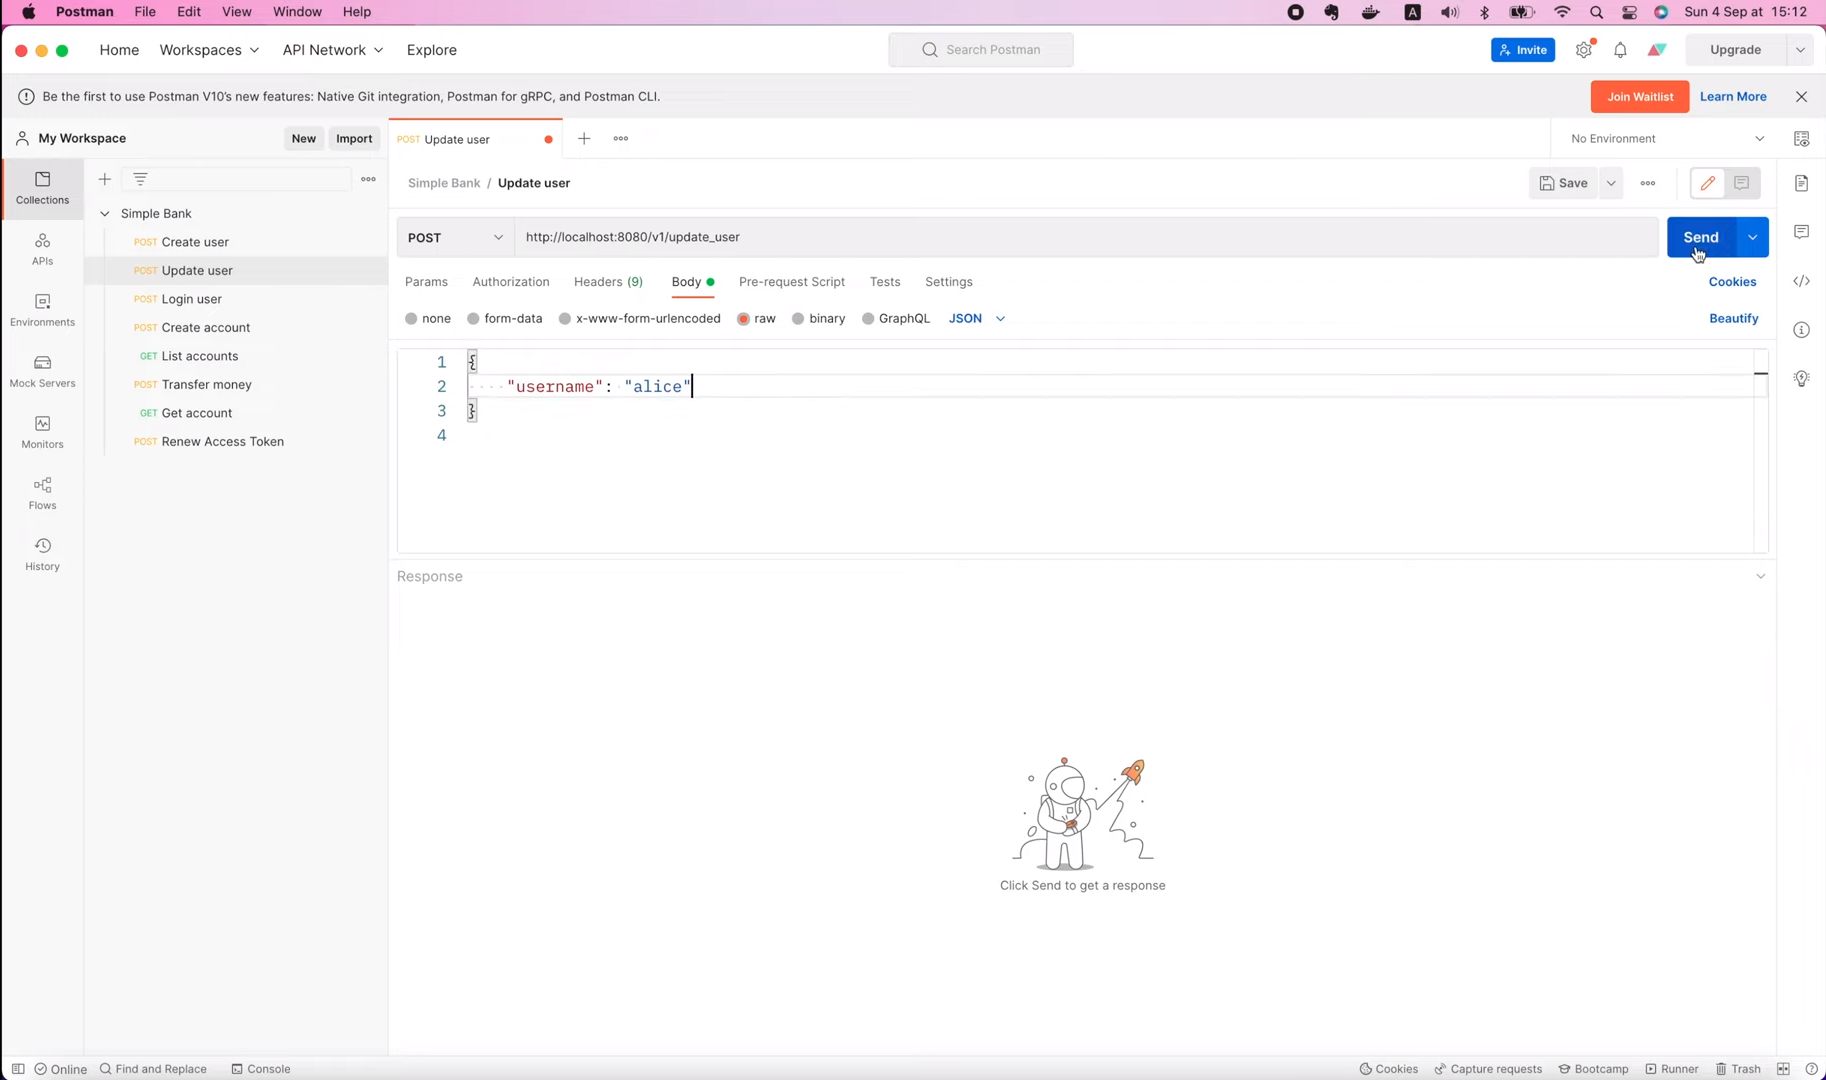 Postman File Edit View Window Help A Sun 4 Sep at 15:12
Home Workspaces API Network Explore Search Postman Invite Upgrade
Be the first to use Postman V10's new features: Native Git integration, Postman for gRPC, and Postman CLI. Join Waitlist Learn More
My Workspace New Import POST Update user No Environment
Collections
Simple Bank / Update user Save
Simple Bank
POST Create user
POST http://localhost:8080/v1/update_user Send
APIs
POST Update user
Params Authorization Headers (9) Body Pre-request Script Tests Settings Cookies
POST Login user
Environments
none form-data x-www-form-urlencoded raw binary GraphQL JSON Beautify
POST Create account
GET List accounts
1 {
Mock Servers
POST Transfer money
2 "username": "alice"
GET Get account
3 }
Monitors
POST Renew Access Token
4
Flows
History
Response
Click Send to get a response
Online Find and Replace Console Cookies Capture requests Bootcamp Runner Trash